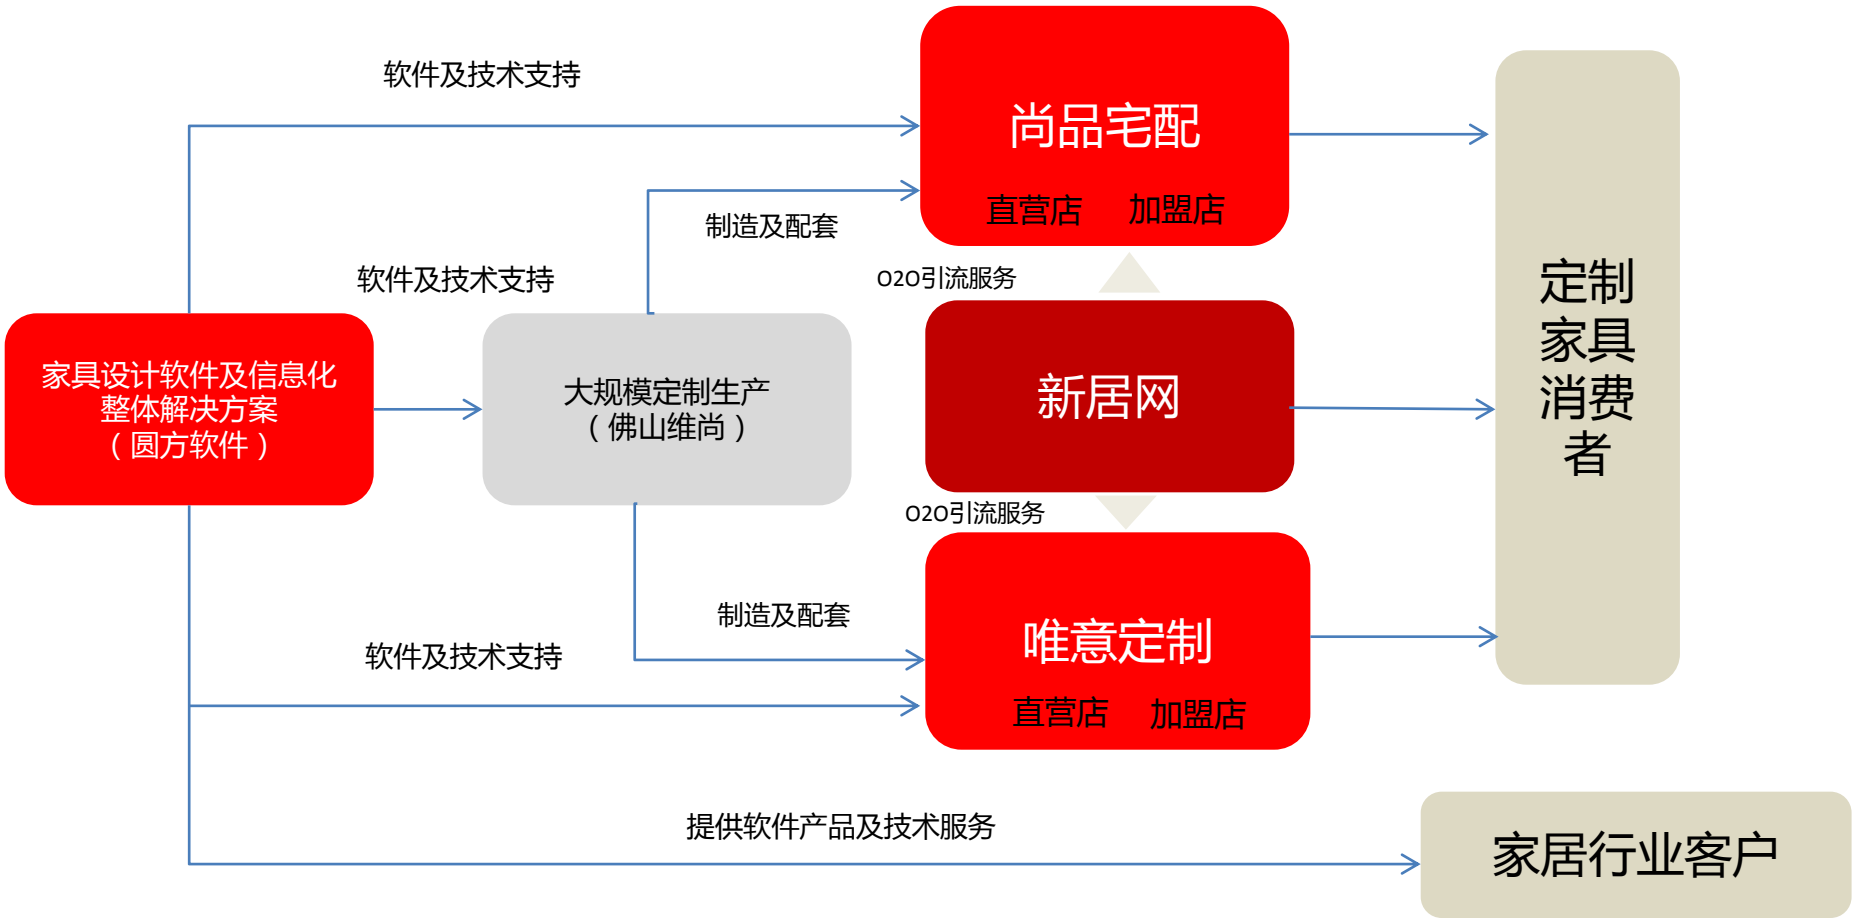 软件及技术支持
尚品宅配
直营店 加盟店
制造及配套
软件及技术支持
O2O引流服务
家具设计软件及信息化
整体解决方案
（圆方软件）
大规模定制生产
（佛山维尚）
新居网
定制
家具
消费
者
O2O引流服务
制造及配套
软件及技术支持
唯意定制
直营店 加盟店
提供软件产品及技术服务
家居行业客户